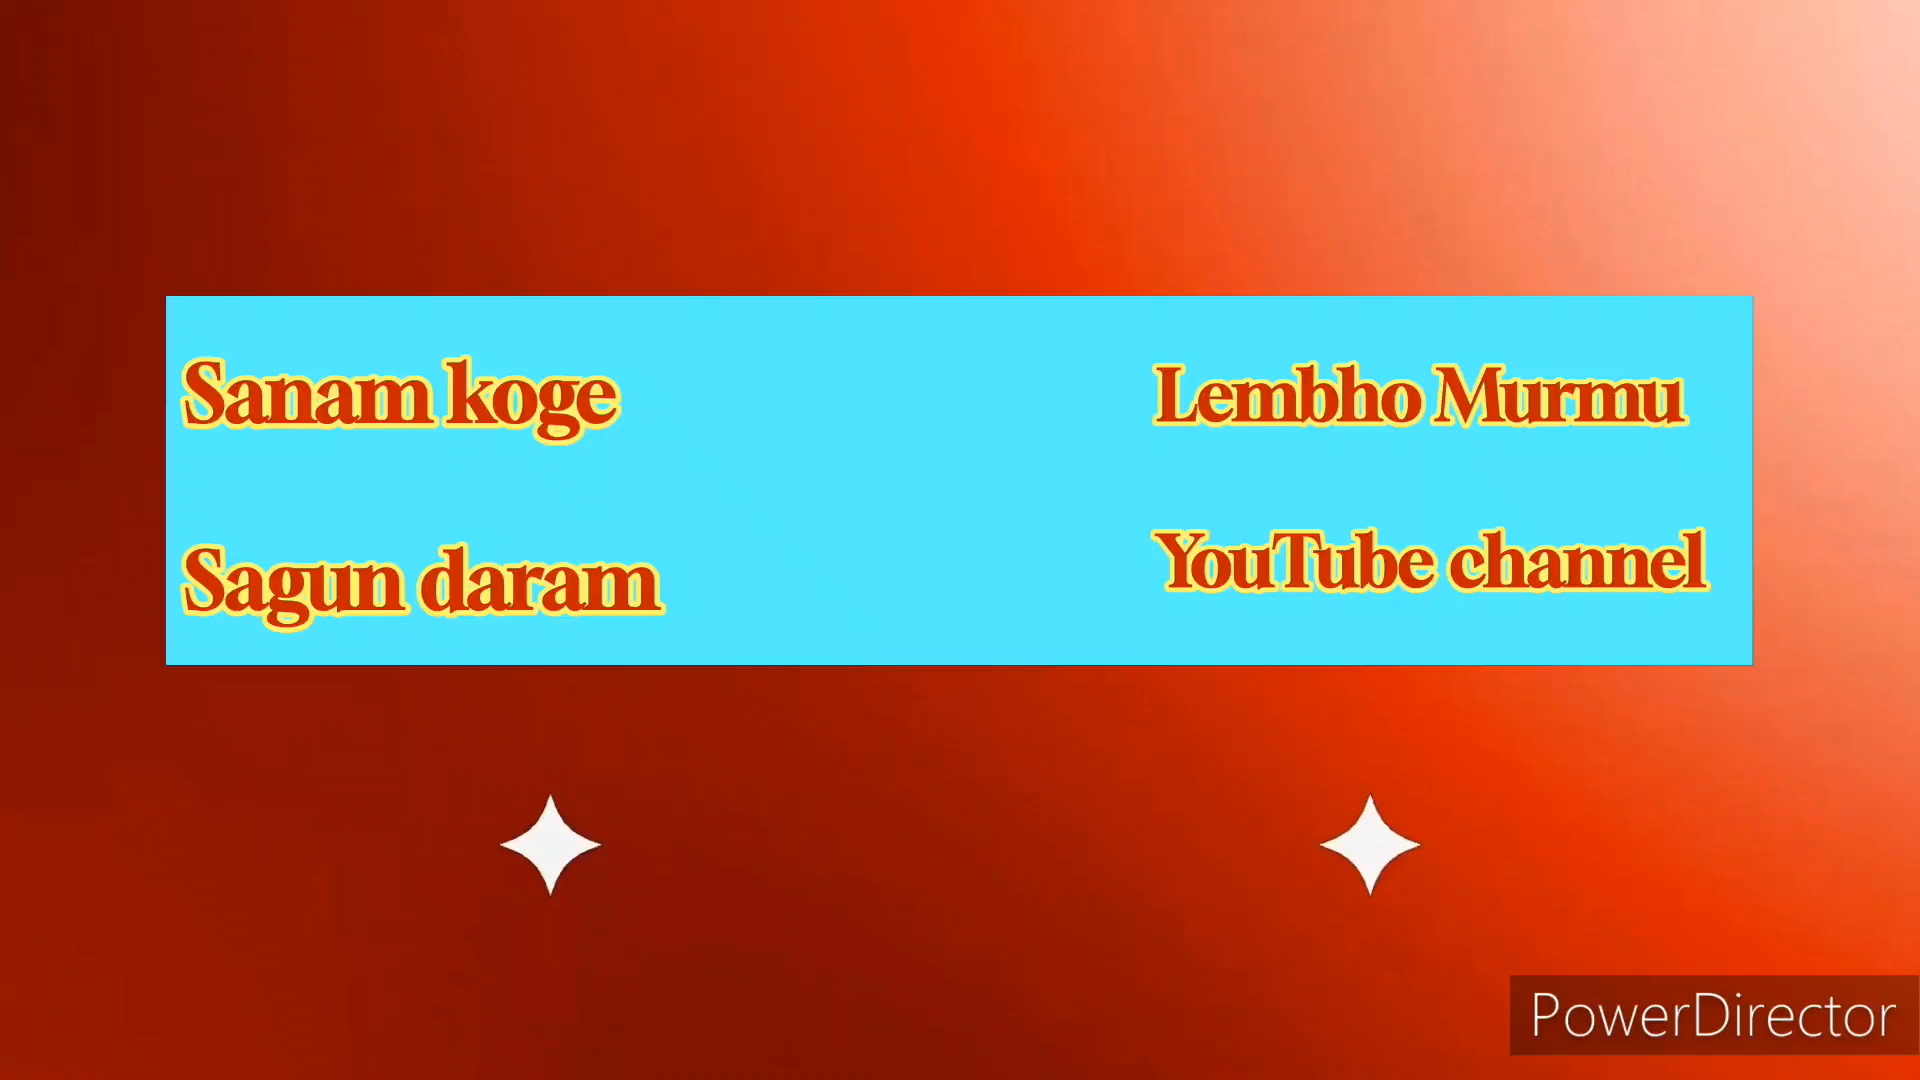 Sanam koge
Sagun daram
Lembho Murmu
YouTube channel
PowerDirector